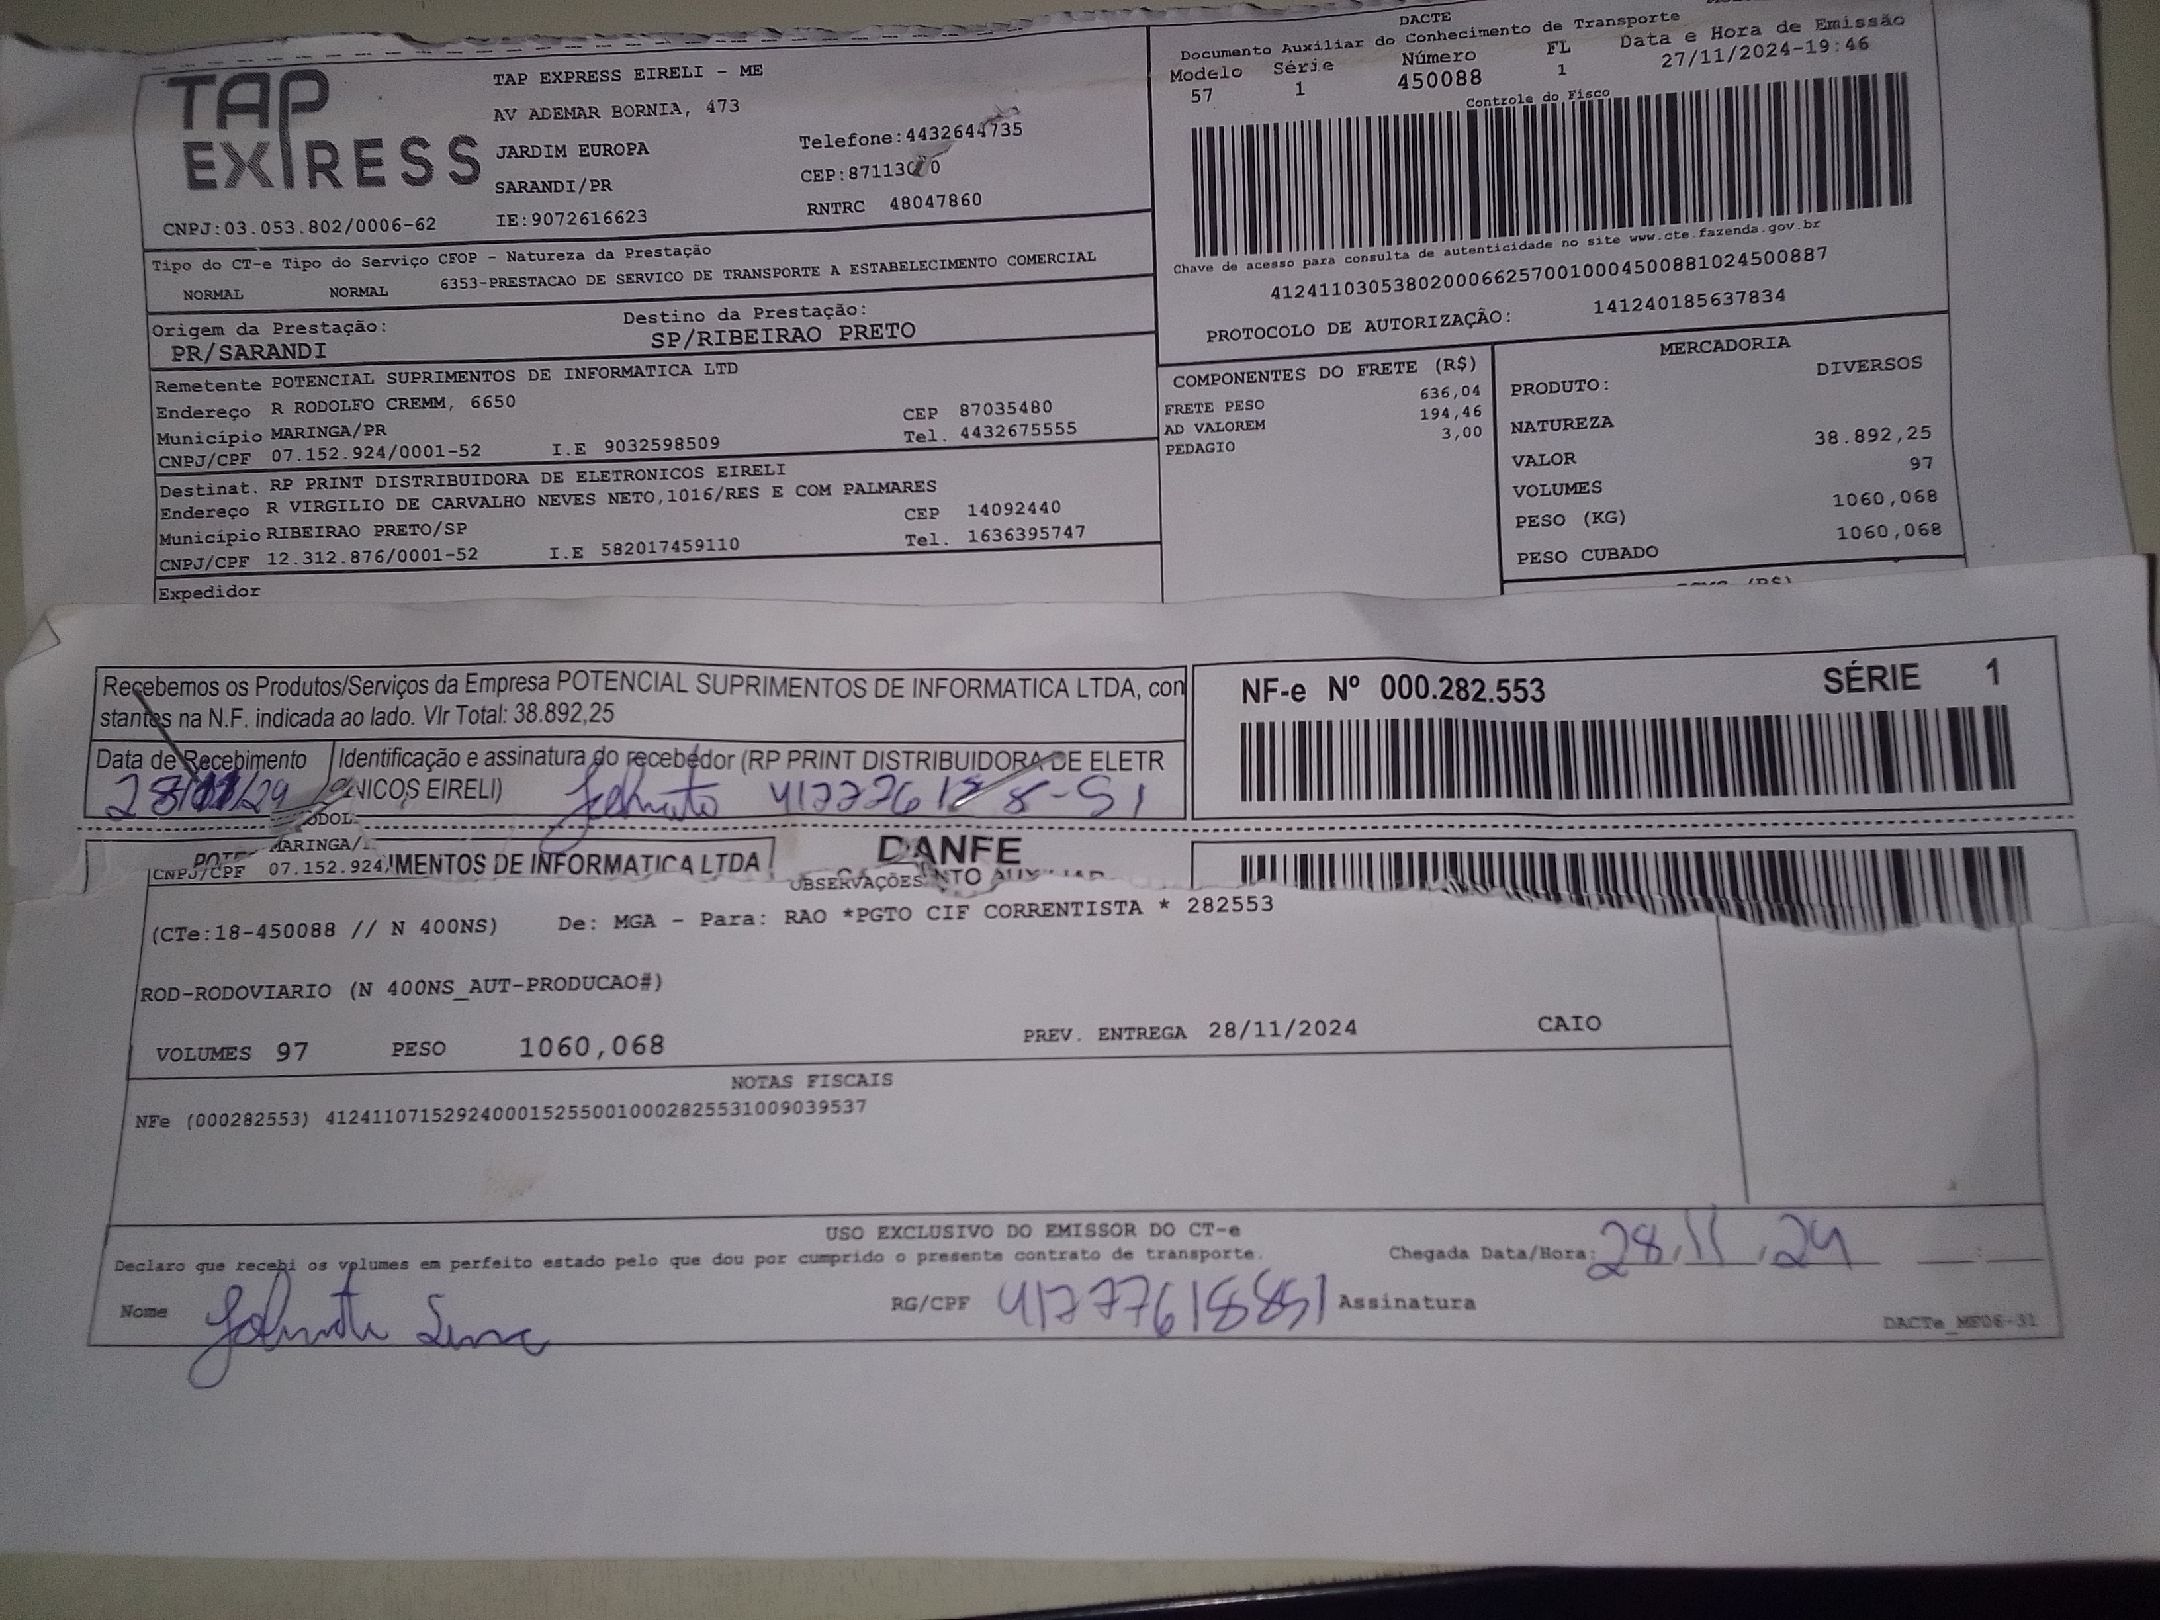 TAP
EXPRESS
TAP EXPRESS EIRELI - ME
AV ADEMAR BORNIA, 473
JARDIM EUROPA
Telefone:4432644735
SARANDI/PR
CEP:87113
CNPJ:03.053.802/0006-62
IE:9072616623
RNTRC 48047860
DACTE
Documento Auxiliar do Conhecimento de Transporte
Modelo Série Número FL Data e Hora de Emissão
57 1 450088 1 27/11/2024-19:46
Controle do Fisco
Chave de acesso para consulta de autenticidade no site www.cte.fazenda.gov.br
41241103053802000662570010004500881024500887
PROTOCOLO DE AUTORIZAÇÃO: 141240185637834
Tipo do CT-e Tipo do Serviço CFOP - Natureza da Prestação
NORMAL NORMAL 6353-PRESTACAO DE SERVICO DE TRANSPORTE A ESTABELECIMENTO COMERCIAL
Origem da Prestação: Destino da Prestação:
PR/SARANDI SP/RIBEIRAO PRETO
Remetente POTENCIAL SUPRIMENTOS DE INFORMATICA LTD
Endereço R RODOLFO CREMM, 6650
CEP 87035480
Município MARINGA/PR
Tel. 4432675555
CNPJ/CPF 07.152.924/0001-52 I.E 9032598509
Destinat. RP PRINT DISTRIBUIDORA DE ELETRONICOS EIRELI
Endereço R VIRGILIO DE CARVALHO NEVES NETO,1016/RES E COM PALMARES
Município RIBEIRAO PRETO/SP
CEP 14092440
CNPJ/CPF 12.312.876/0001-52 I.E 582017459110
Tel. 1636395747
Expedidor
COMPONENTES DO FRETE (R$)
FRETE PESO 636,04
AD VALOREM 194,46
PEDAGIO 3,00
MERCADORIA
PRODUTO: DIVERSOS
NATUREZA
VALOR 38.892,25
VOLUMES 97
PESO (KG) 1060,068
PESO CUBADO 1060,068
Recebemos os Produtos/Serviços da Empresa POTENCIAL SUPRIMENTOS DE INFORMATICA LTDA, con
stantes na N.F. indicada ao lado. Vlr Total: 38.892,25
NF-e Nº 000.282.553 SÉRIE 1
Data de Recebimento Identificação e assinatura do recebedor (RP PRINT DISTRIBUIDORA DE ELETR
28/11/24 NICOS EIRELI)
MARINGA/
CNPJ/CPF 07.152.924/
IMENTOS DE INFORMATICA LTDA
DANFE
OBSERVAÇÕES
(CTe:18-450088 // N 400NS) De: MGA - Para: RAO *PGTO CIF CORRENTISTA * 282553
ROD-RODOVIARIO (N 400NS_AUT-PRODUCAO#)
VOLUMES 97 PESO 1060,068 PREV. ENTREGA 28/11/2024 CAIO
NOTAS FISCAIS
NFe (000282553) 41241107152924000152550010002825531009039537
USO EXCLUSIVO DO EMISSOR DO CT-e
Declaro que recebi os volumes em perfeito estado pelo que dou por cumprido o presente contrato de transporte.
Chegada Data/Hora: 28/11/24
Nome
RG/CPF 41777618851 Assinatura
DACTe_MF06-31